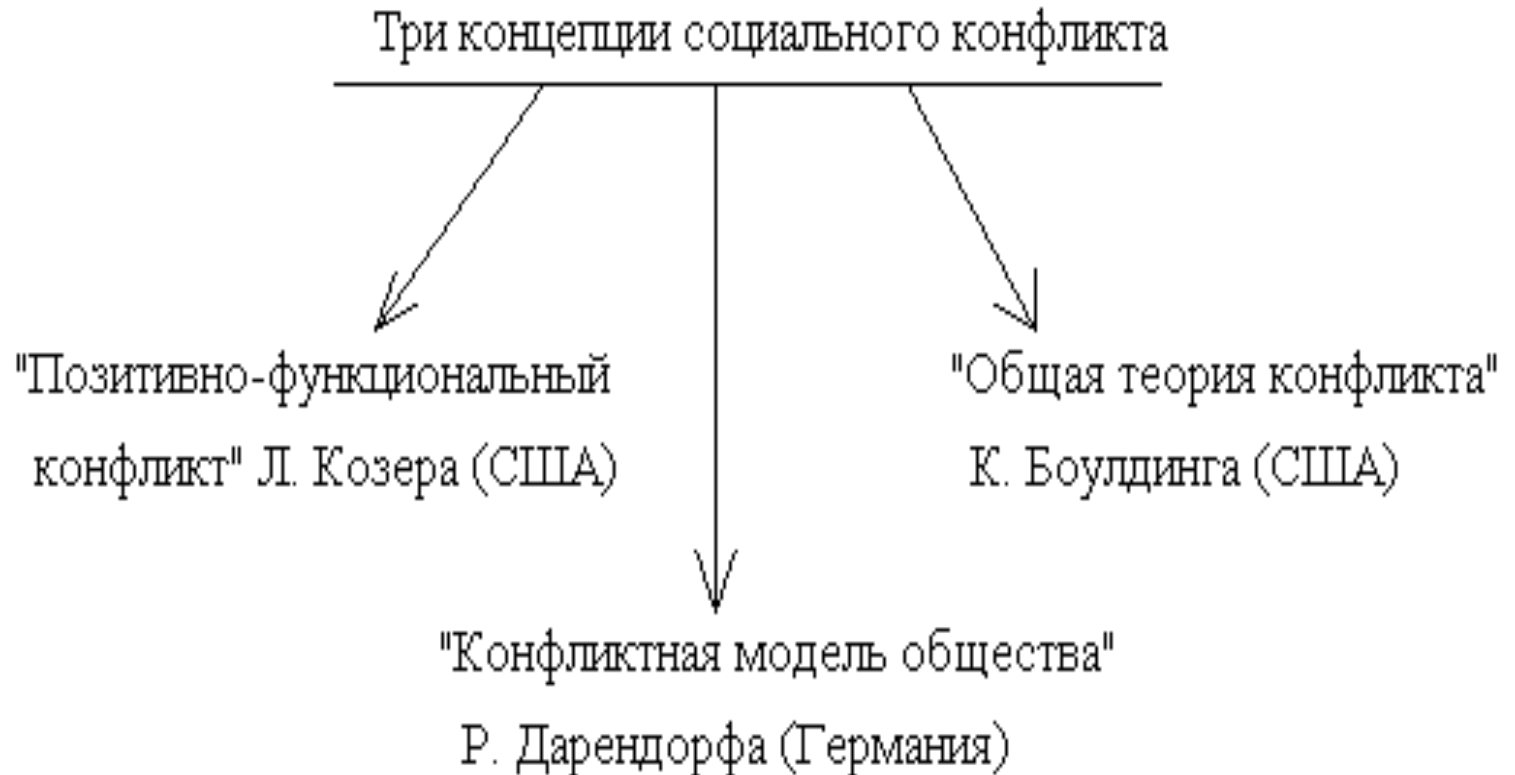 Три концепции социального конфликта
"Позитивно-функциональный
конфликт" Л. Козера (США)
"Общая теория конфликта"
К. Боулдинга (США)
"Конфликтная модель общества"
Р. Дарендорфа (Германия)